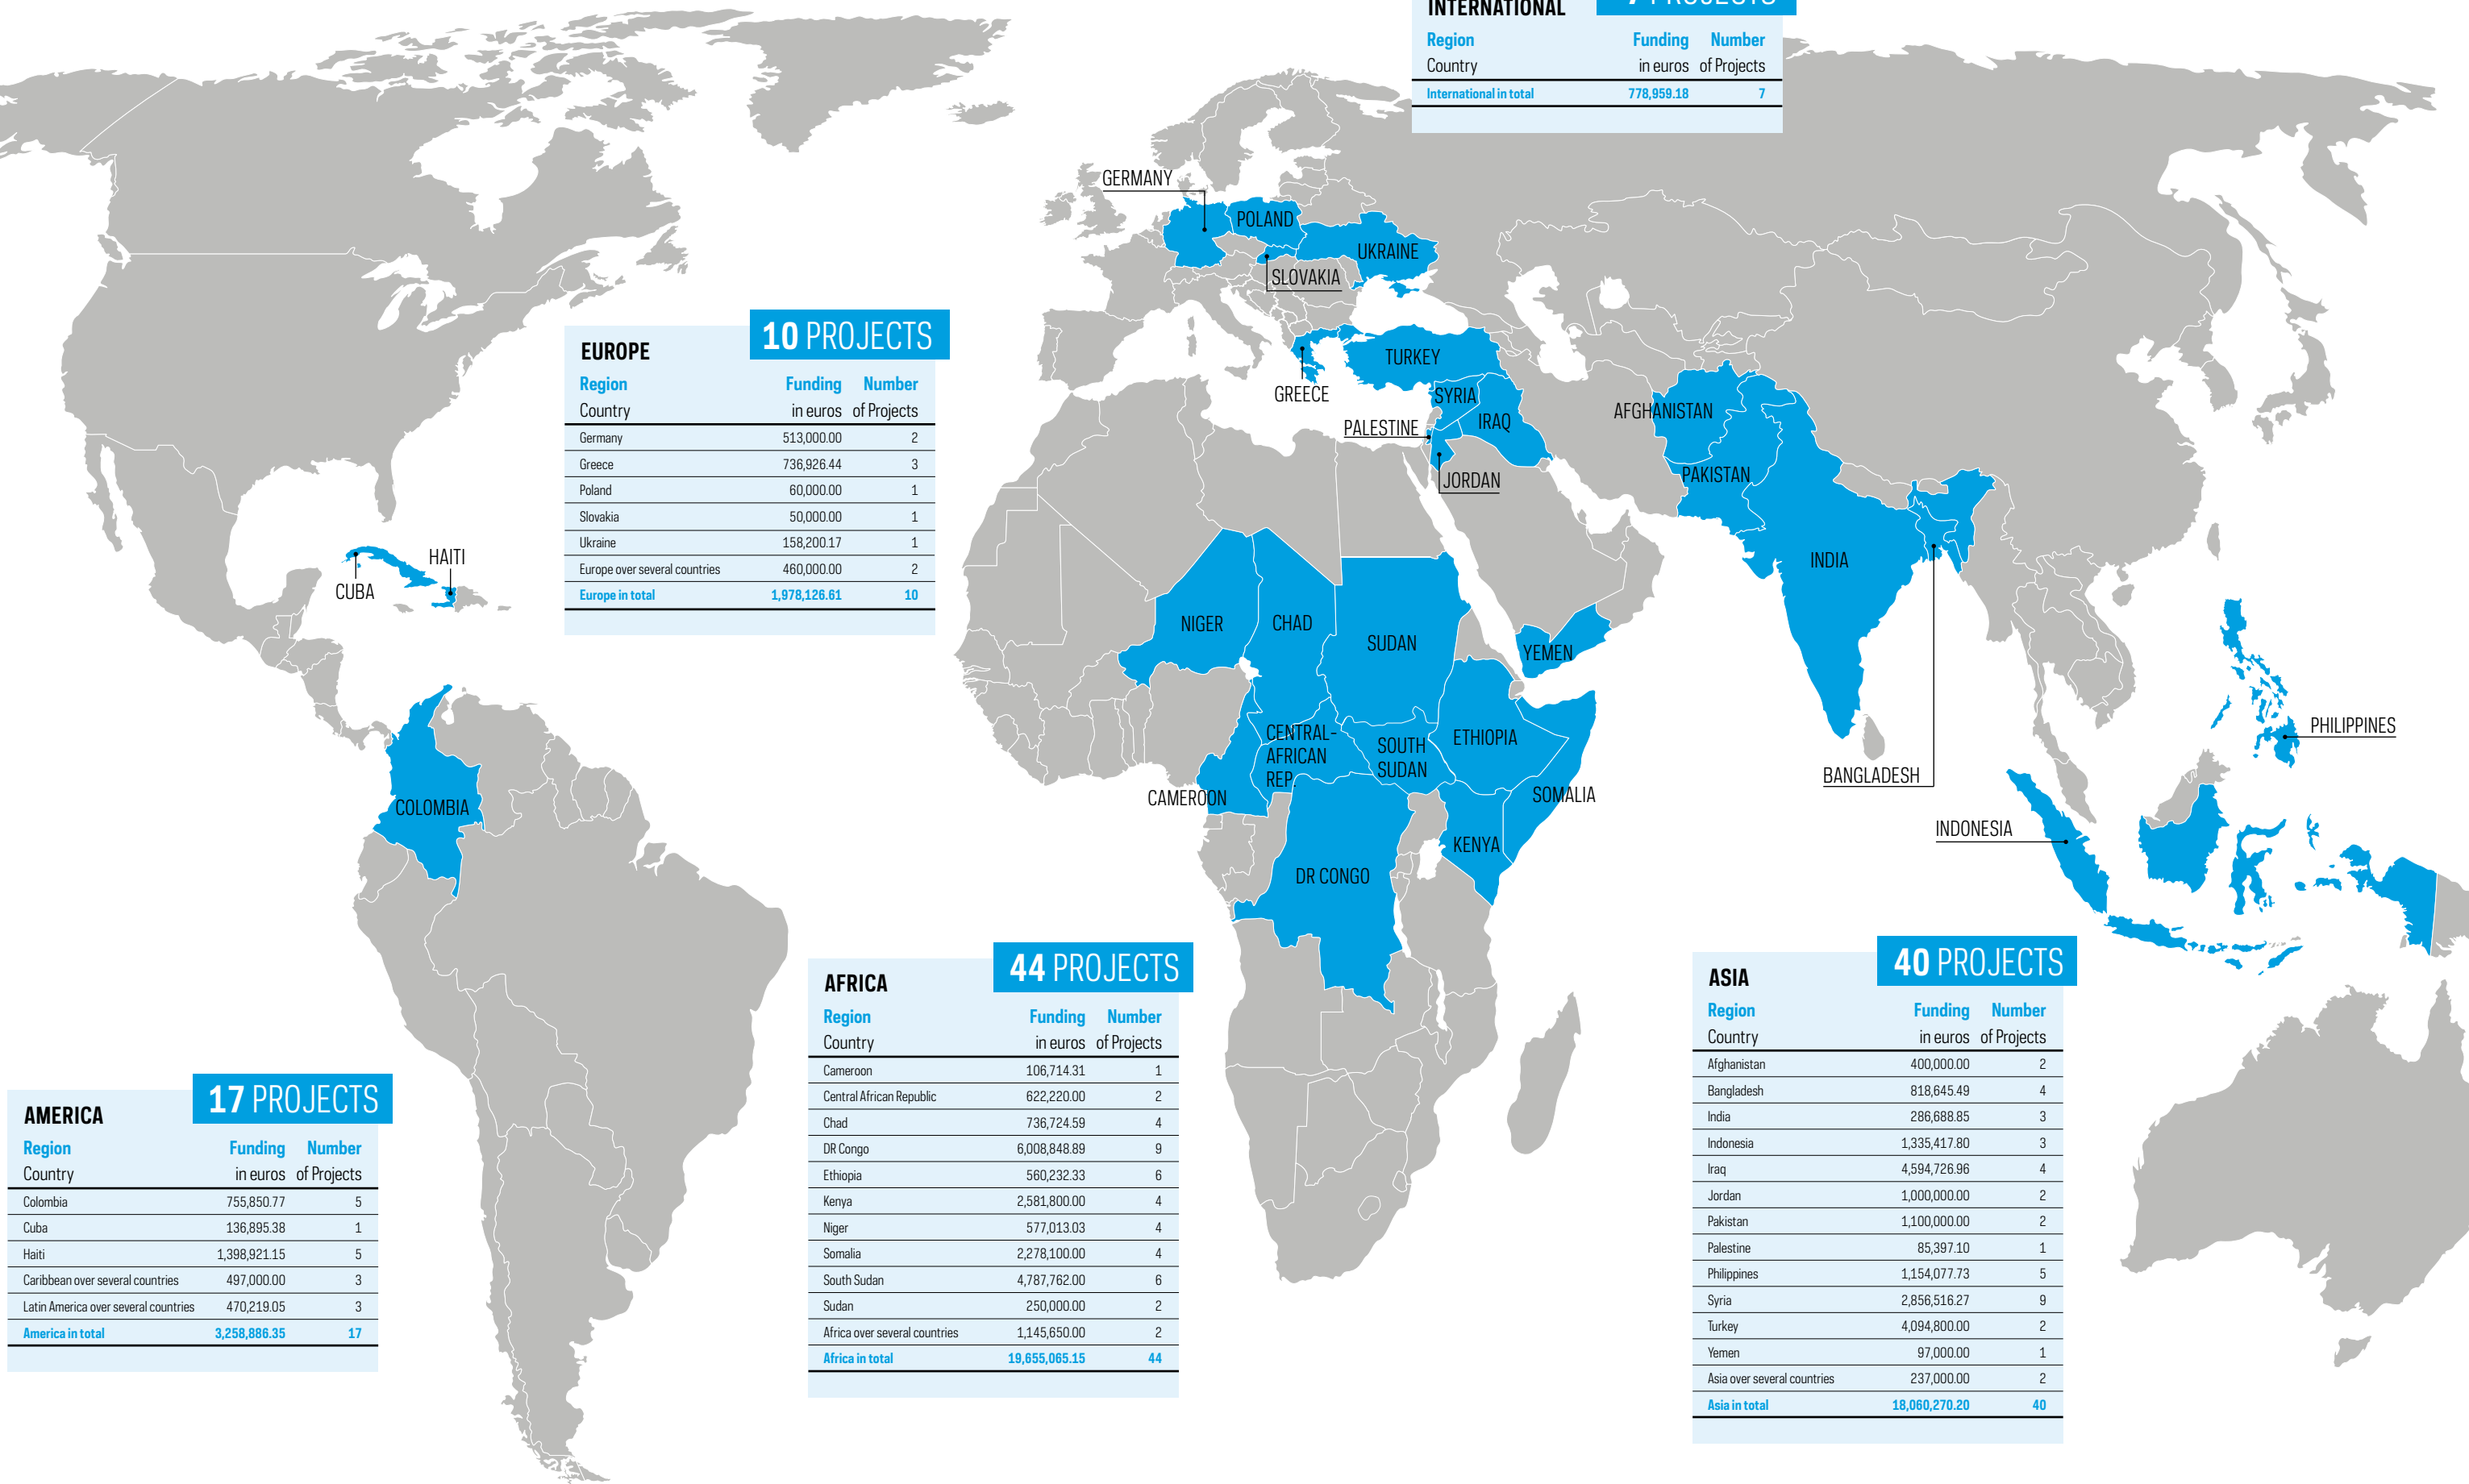 INTERNATIONAL
7 PROJECTS
Region Funding Number
Country in euros of Projects
International in total 778,959.18 7
GERMANY
POLAND
UKRAINE
SLOVAKIA
EUROPE
10 PROJECTS
Region Funding Number
Country in euros of Projects
Germany 513,000.00 2
Greece 736,926.44 3
Poland 60,000.00 1
Slovakia 50,000.00 1
Ukraine 158,200.17 1
Europe over several countries 460,000.00 2
Europe in total 1,978,126.61 10
TURKEY
GREECE
SYRIA
IRAQ
PALESTINE
JORDAN
AFGHANISTAN
PAKISTAN
INDIA
HAITI
CUBA
NIGER
CHAD
SUDAN
YEMEN
CENTRAL-
AFRICAN
REP.
SOUTH
SUDAN
ETHIOPIA
CAMEROON
SOMALIA
KENYA
DR CONGO
COLOMBIA
BANGLADESH
PHILIPPINES
INDONESIA
AMERICA
17 PROJECTS
Region Funding Number
Country in euros of Projects
Colombia 755,850.77 5
Cuba 136,895.38 1
Haiti 1,398,921.15 5
Caribbean over several countries 497,000.00 3
Latin America over several countries 470,219.05 3
America in total 3,258,886.35 17
AFRICA
44 PROJECTS
Region Funding Number
Country in euros of Projects
Cameroon 106,714.31 1
Central African Republic 622,220.00 2
Chad 736,724.59 4
DR Congo 6,008,848.89 9
Ethiopia 560,232.33 6
Kenya 2,581,800.00 4
Niger 577,013.03 4
Somalia 2,278,100.00 4
South Sudan 4,787,762.00 6
Sudan 250,000.00 2
Africa over several countries 1,145,650.00 2
Africa in total 19,655,065.15 44
ASIA
40 PROJECTS
Region Funding Number
Country in euros of Projects
Afghanistan 400,000.00 2
Bangladesh 818,645.49 4
India 286,688.85 3
Indonesia 1,335,417.80 3
Iraq 4,594,726.96 4
Jordan 1,000,000.00 2
Pakistan 1,100,000.00 2
Palestine 85,397.10 1
Philippines 1,154,077.73 5
Syria 2,856,516.27 9
Turkey 4,094,800.00 2
Yemen 97,000.00 1
Asia over several countries 237,000.00 2
Asia in total 18,060,270.20 40